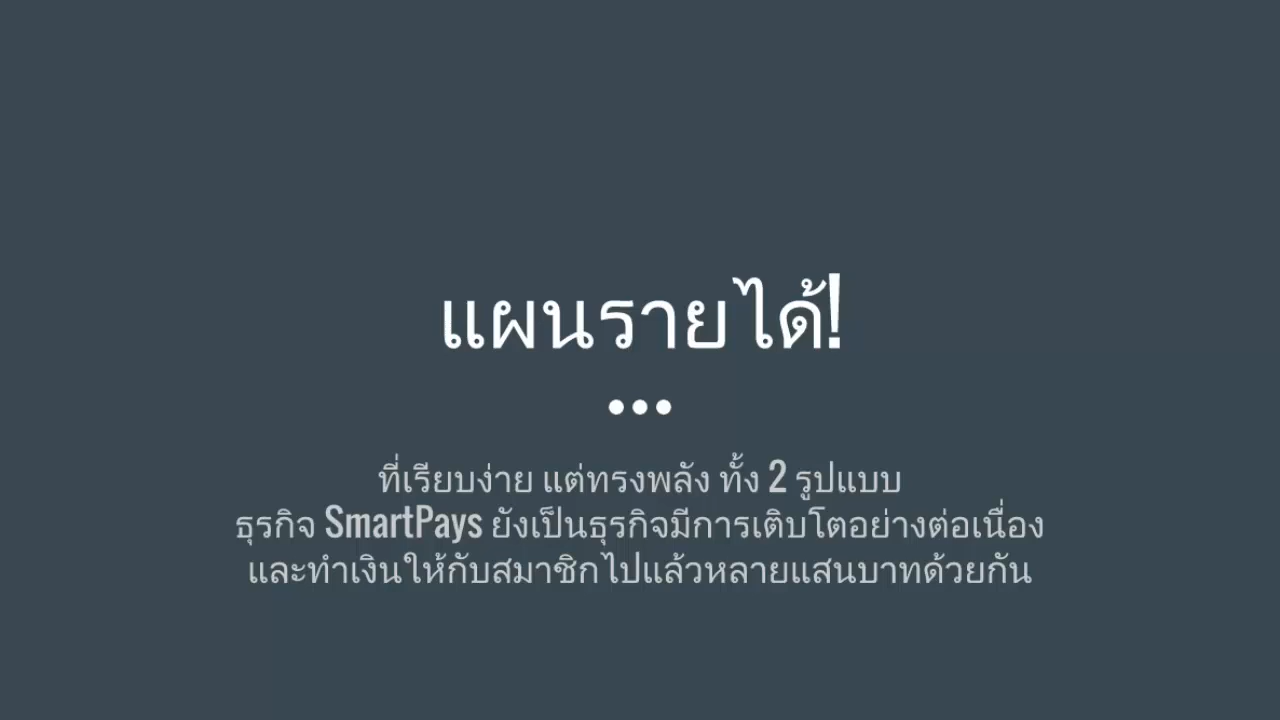 แผนรายได้!
ที่เรียบง่าย แต่ทรงพลัง ทั้ง 2 รูปแบบ
ธุรกิจ SmartPays ยังเป็นธุรกิจมีการเติบโตอย่างต่อเนื่อง
และทำเงินให้กับสมาชิกไปแล้วหลายแสนบาทด้วยกัน